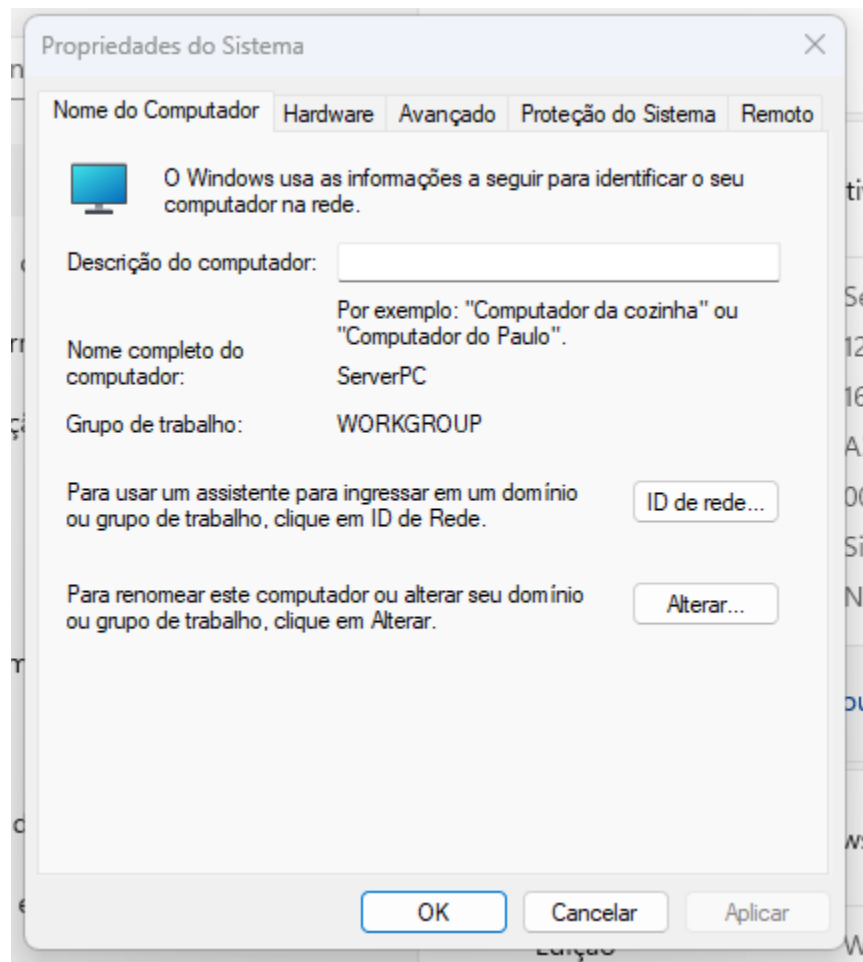 Propriedades do Sistema
Nome do Computador
Hardware
Avançado
Proteção do Sistema
Remoto
O Windows usa as informações a seguir para identificar o seu
computador na rede.
Descrição do computador:
Por exemplo: "Computador da cozinha" ou
"Computador do Paulo".
Nome completo do
computador:
ServerPC
Grupo de trabalho:
WORKGROUP
Para usar um assistente para ingressar em um domínio
ou grupo de trabalho, clique em ID de Rede.
ID de rede...
Para renomear este computador ou alterar seu domínio
ou grupo de trabalho, clique em Alterar.
Alterar...
OK
Cancelar
Aplicar